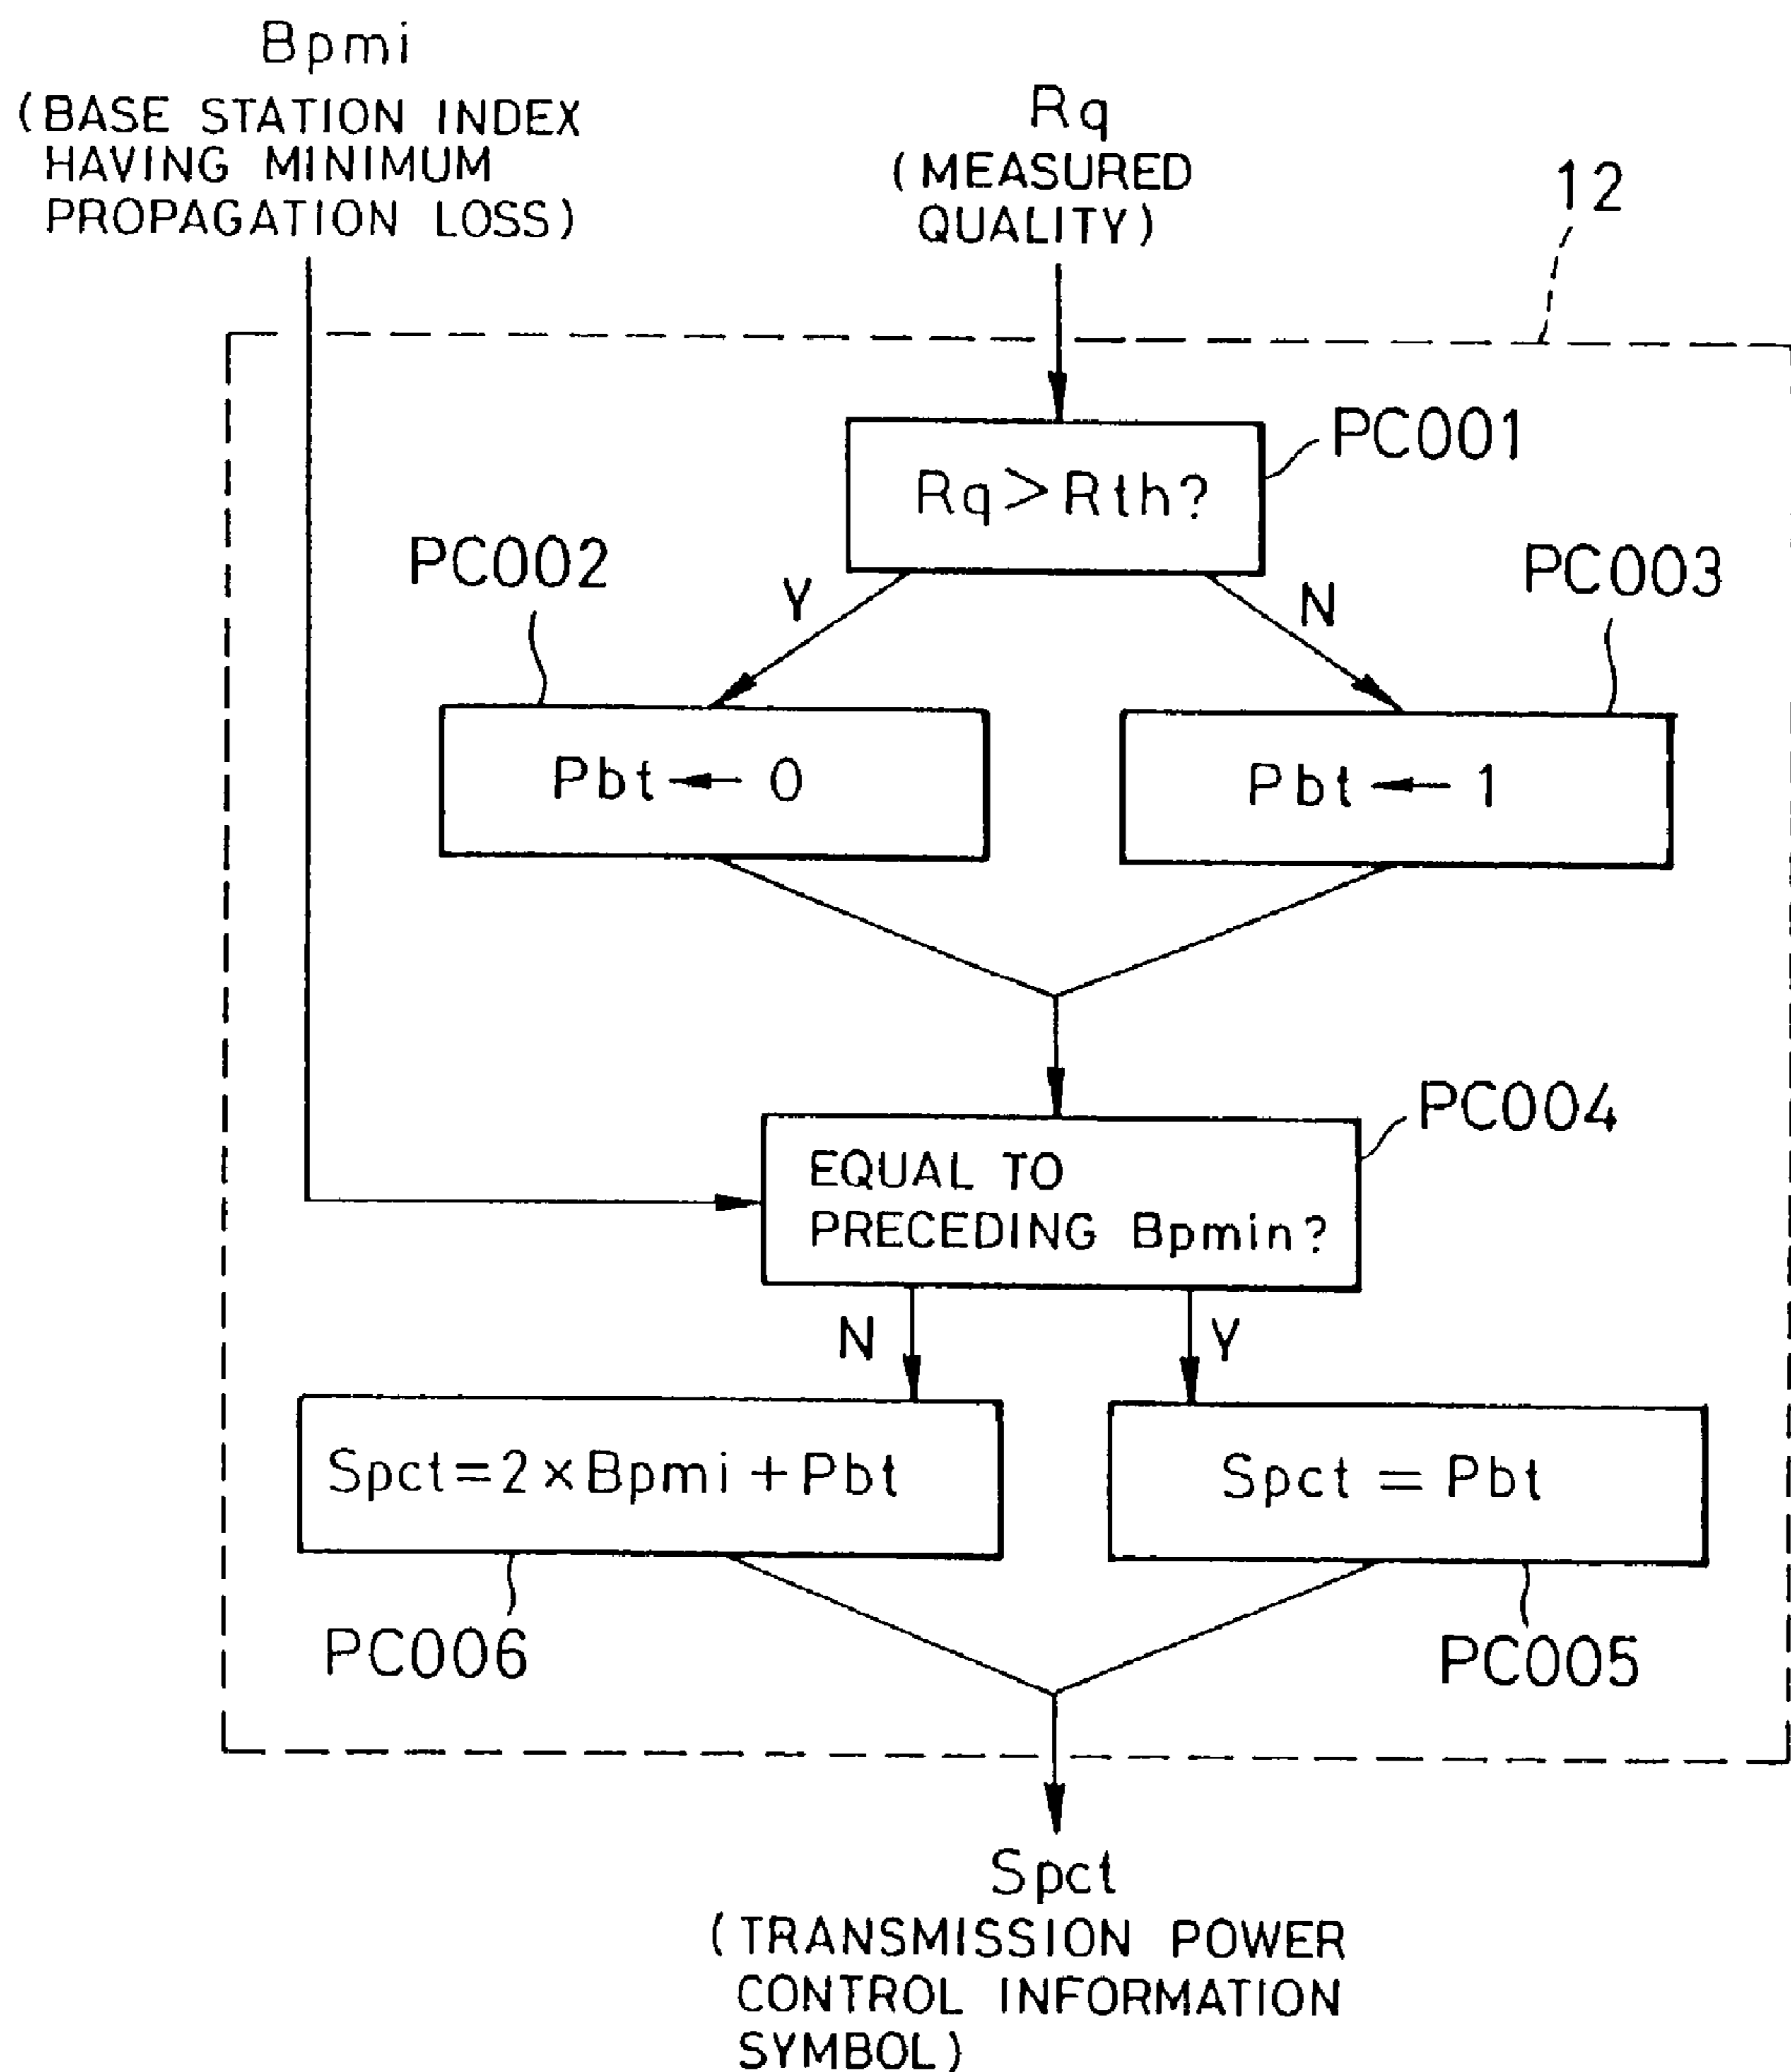 Bpmi
(BASE STATION INDEX
HAVING MINIMUM
PROPAGATION LOSS)
Rq
(MEASURED
QUALITY)
12
PC001
Rq>Rth?
PC002
Y
N
PC003
Pbt ← 0
Pbt ← 1
PC004
EQUAL TO
PRECEDING Bpmin?
N
Y
Spct=2×Bpmi+Pbt
Spct = Pbt
PC006
PC005
Spct
(TRANSMISSION POWER
CONTROL INFORMATION
SYMBOL)